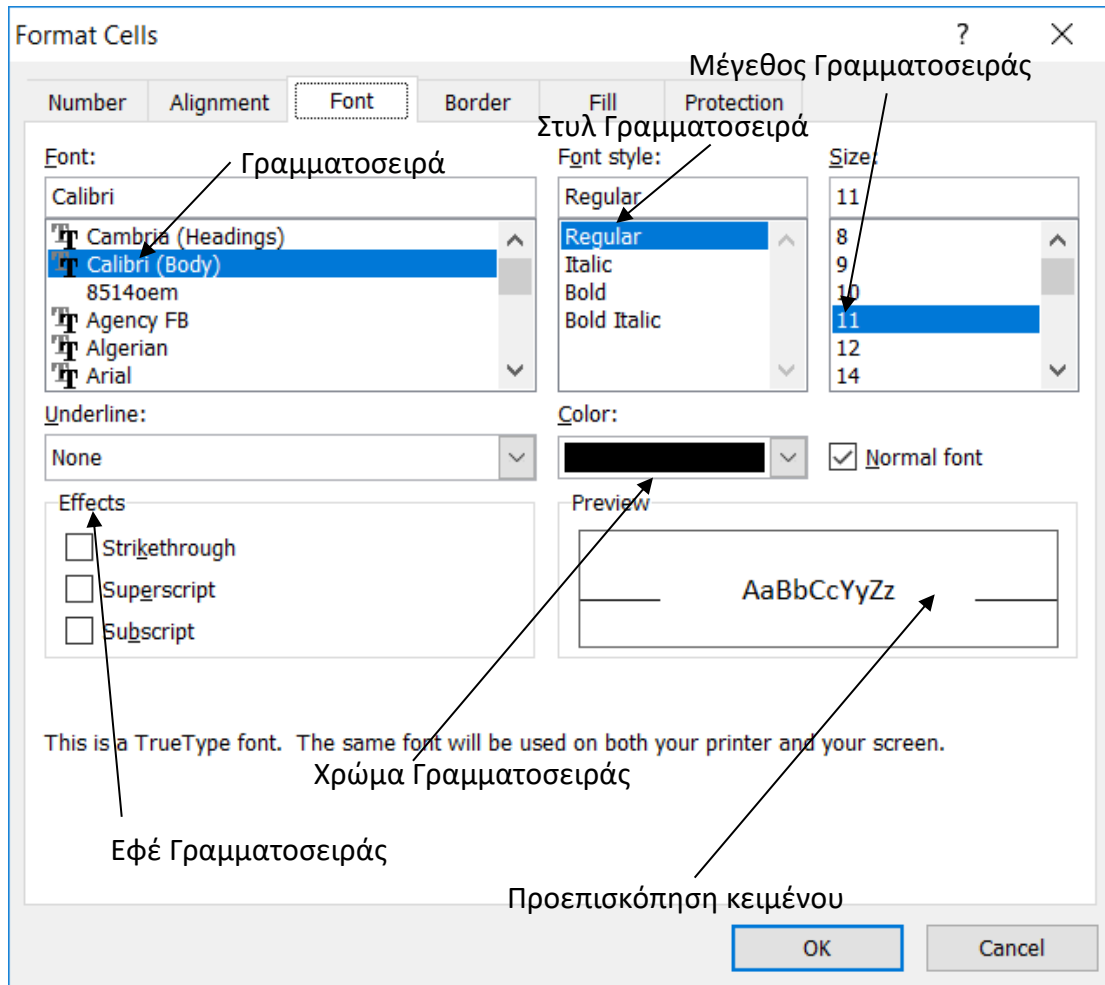 Format Cells
Μέγεθος Γραμματοσειράς
Number Alignment Font Border Fill Protection
Στυλ Γραμματοσειρά
Font: Γραμματοσειρά Font style: Size:
Calibri Regular 11
Cambria (Headings) Regular 8
Calibri (Body) Italic 9
8514oem Bold 10
Agency FB Bold Italic 11
Algerian 12
Arial 14
Underline: Color:
None Normal font
Effects Preview
Strikethrough
Superscript AaBbCcYyZz
Subscript
This is a TrueType font. The same font will be used on both your printer and your screen.
Χρώμα Γραμματοσειράς
Εφέ Γραμματοσειράς
Προεπισκόπηση κειμένου
OK Cancel